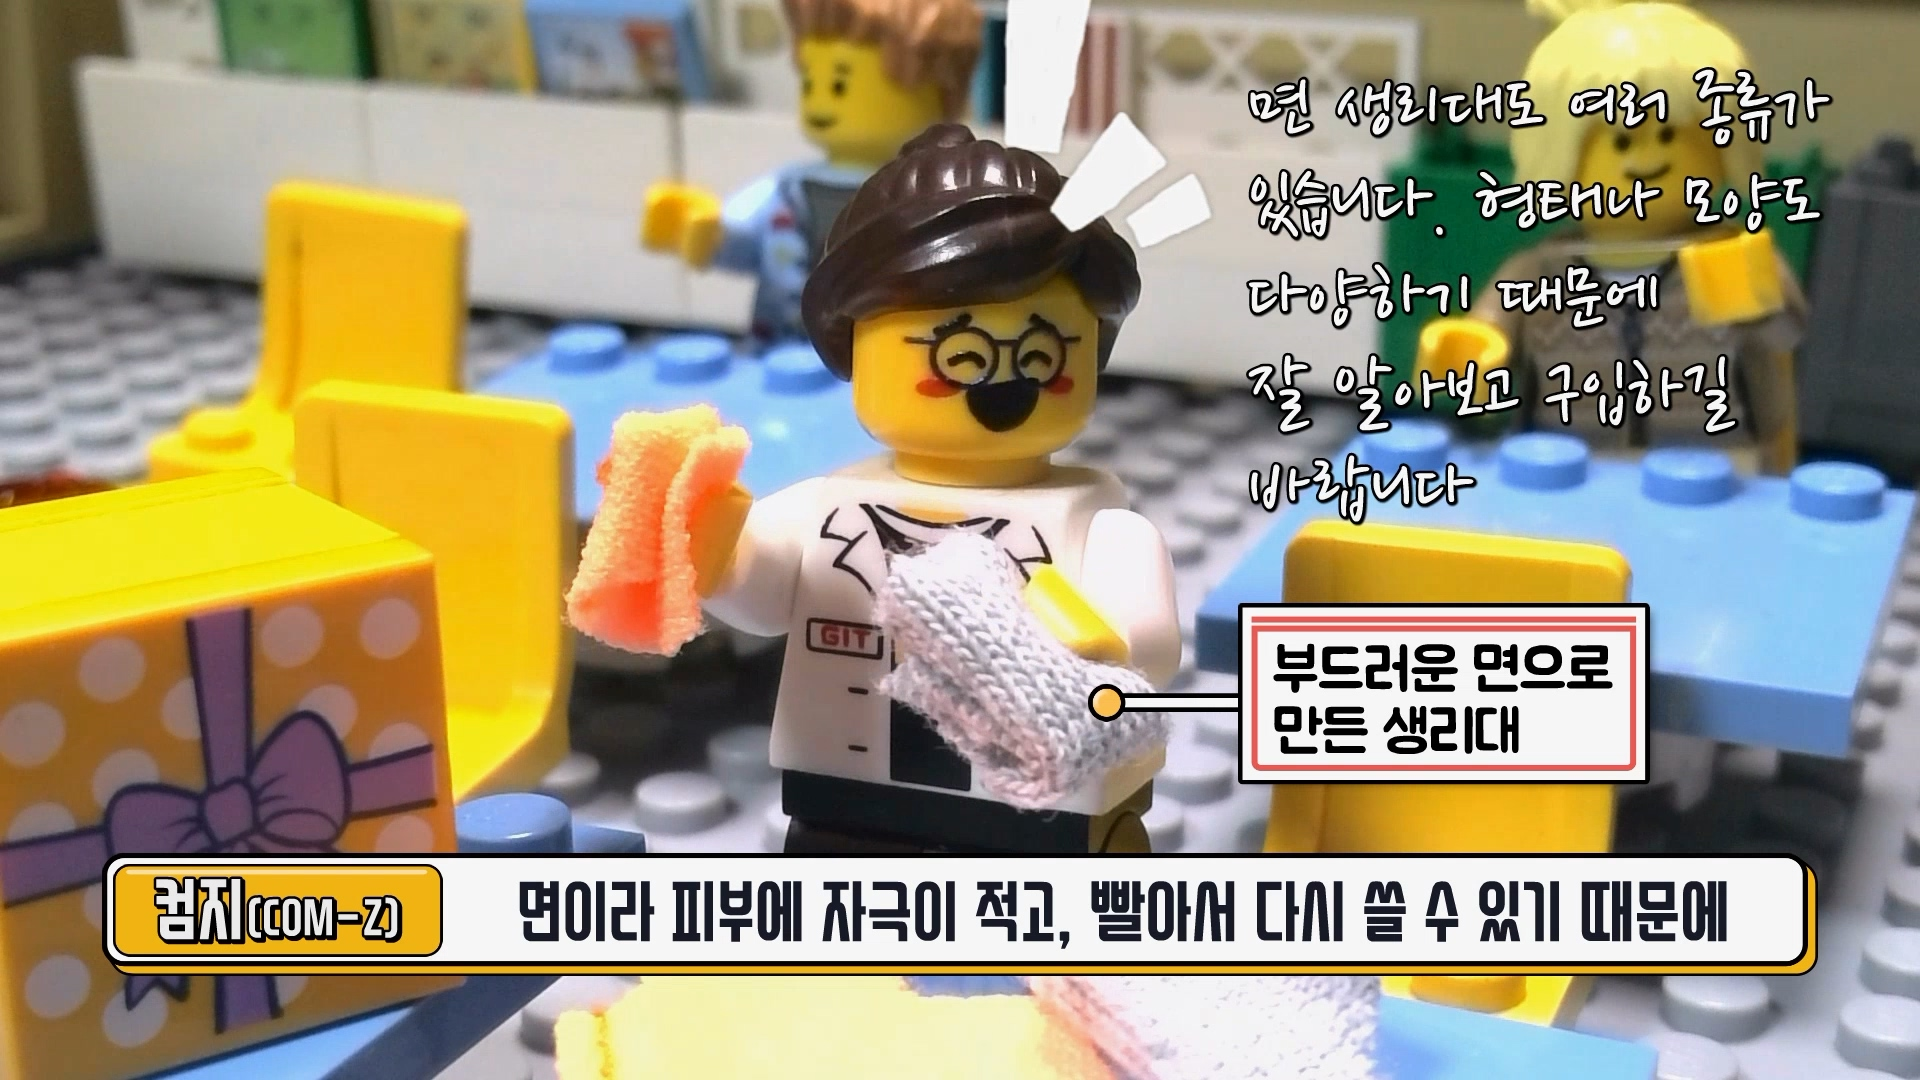 면 생리대도 여러 종류가
있습니다. 형태나 모양도
다양하기 때문에
잘 알아보고 구입하길
바랍니다
GIT
부드러운 면으로
만든 생리대
컴지(COM-Z)
면이라 피부에 자극이 적고, 빨아서 다시 쓸 수 있기 때문에